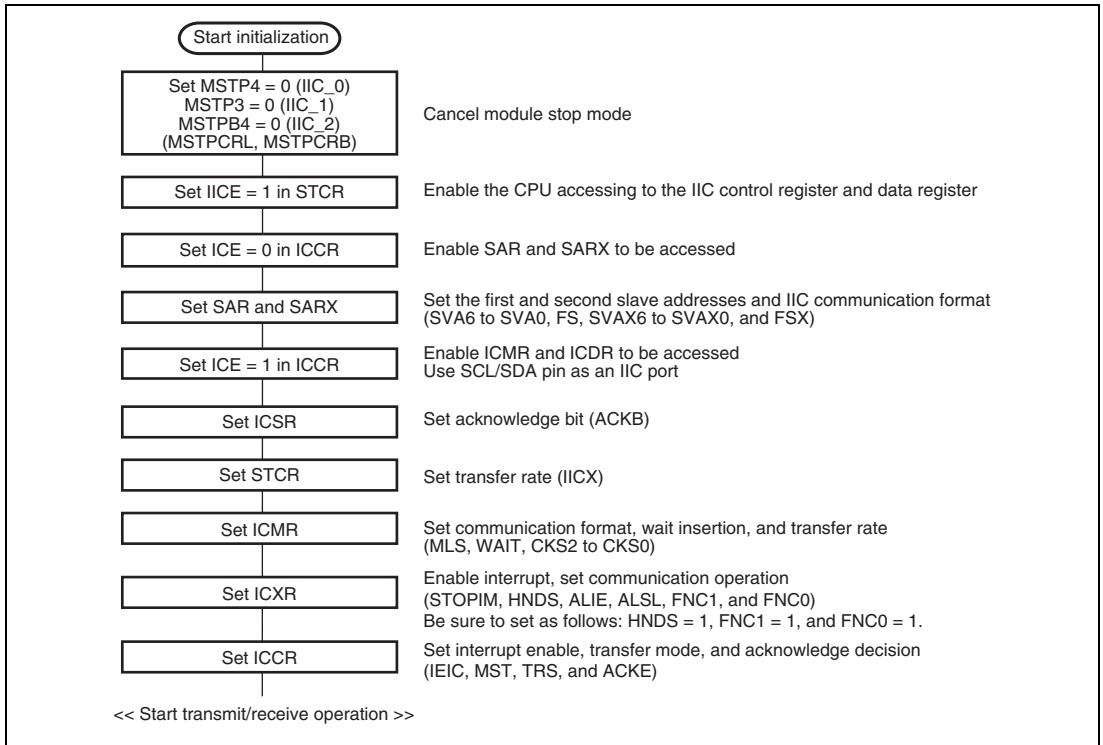 Start initialization
Set MSTP4 = 0 (IIC_0)
MSTP3 = 0 (IIC_1)
MSTPB4 = 0 (IIC_2)
(MSTPCRL, MSTPCRB)
Cancel module stop mode
Set IICE = 1 in STCR
Enable the CPU accessing to the IIC control register and data register
Set ICE = 0 in ICCR
Enable SAR and SARX to be accessed
Set SAR and SARX
Set the first and second slave addresses and IIC communication format
(SVA6 to SVA0, FS, SVAX6 to SVAX0, and FSX)
Set ICE = 1 in ICCR
Enable ICMR and ICDR to be accessed
Use SCL/SDA pin as an IIC port
Set ICSR
Set acknowledge bit (ACKB)
Set STCR
Set transfer rate (IICX)
Set ICMR
Set communication format, wait insertion, and transfer rate
(MLS, WAIT, CKS2 to CKS0)
Set ICXR
Enable interrupt, set communication operation
(STOPIM, HNDS, ALIE, ALSL, FNC1, and FNC0)
Be sure to set as follows: HNDS = 1, FNC1 = 1, and FNC0 = 1.
Set ICCR
Set interrupt enable, transfer mode, and acknowledge decision
(IEIC, MST, TRS, and ACKE)
<< Start transmit/receive operation >>